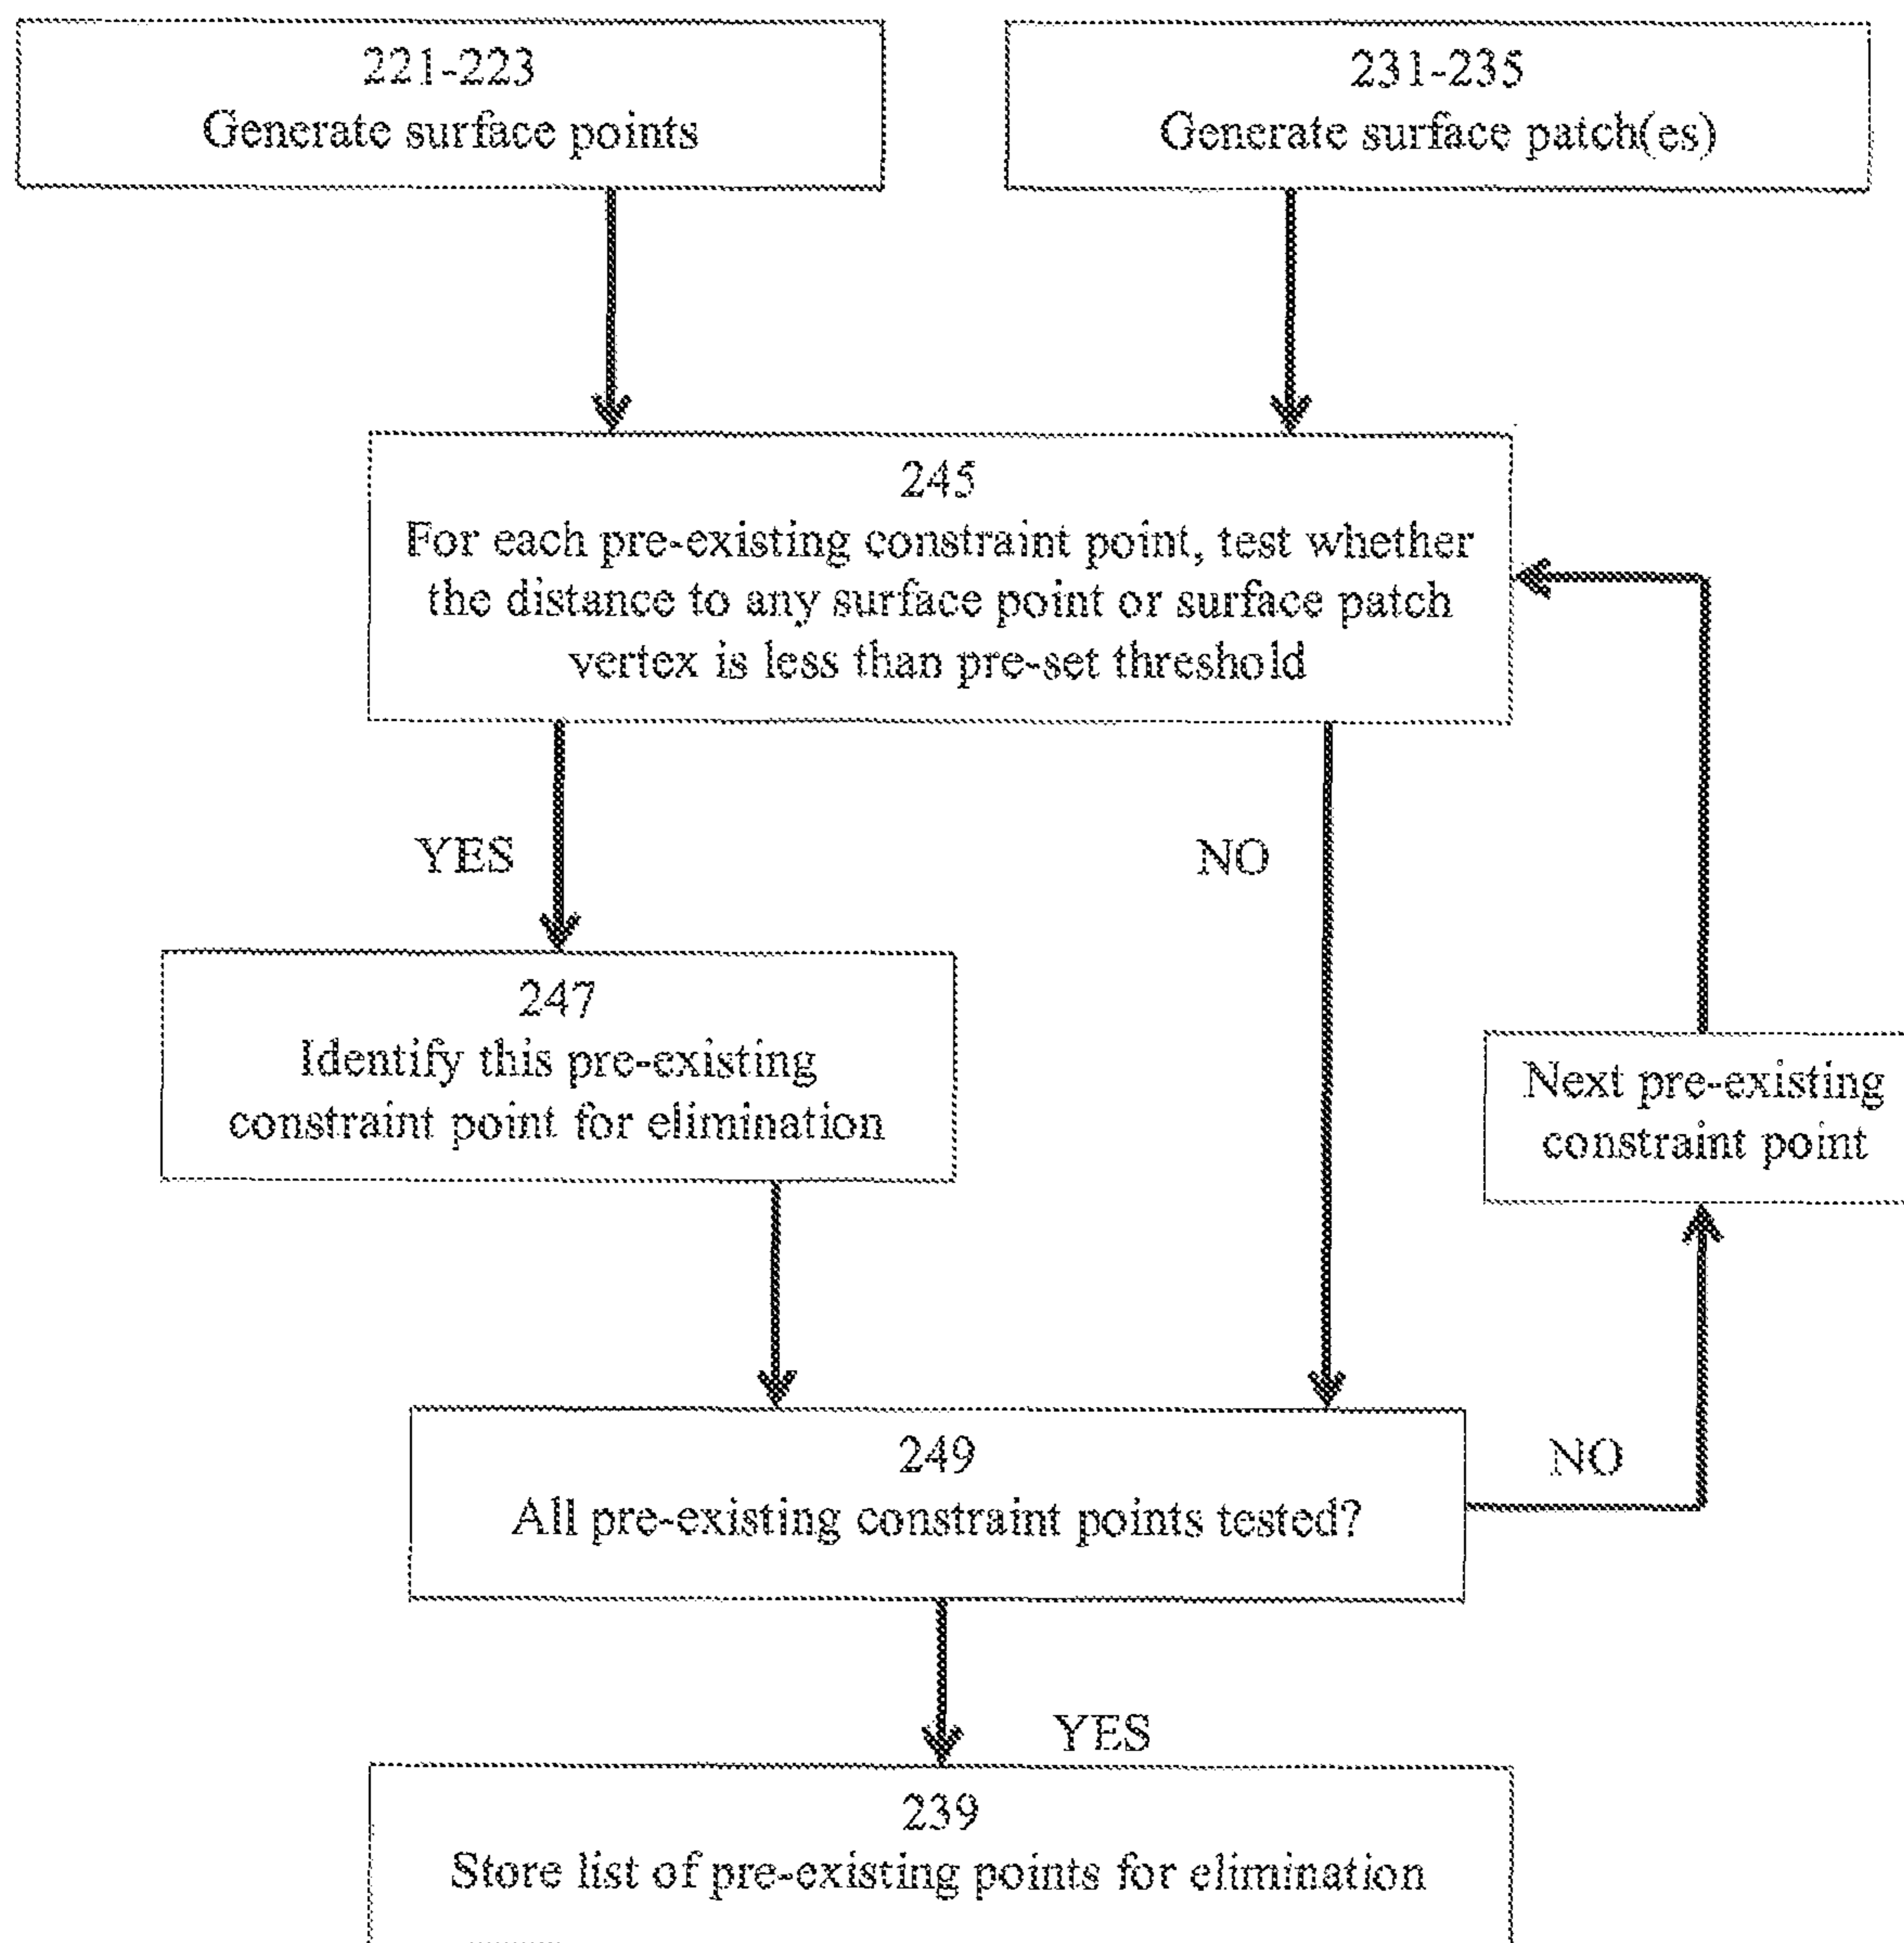 221-223
Generate surface points
231-235
Generate surface patch(es)
245
For each pre-existing constraint point, test whether
the distance to any surface point or surface patch
vertex is less than pre-set threshold
YES
NO
247
Identify this pre-existing
constraint point for elimination
Next pre-existing
constraint point
249
All pre-existing constraint points tested?
NO
YES
239
Store list of pre-existing points for elimination